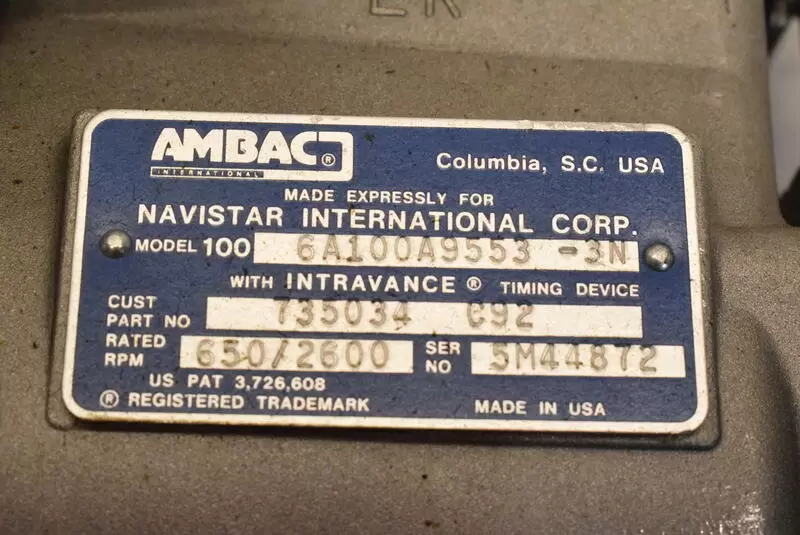 AMBAC®
INTERNATIONAL
Columbia, S.C. USA
MADE EXPRESSLY FOR
NAVISTAR INTERNATIONAL CORP.
MODEL 100 6A100A9553 -3N
WITH INTRAVANCE® TIMING DEVICE
CUST PART NO 735034 C92
RATED RPM 650/2600 SER NO 5M44872
US PAT 3,726,608
® REGISTERED TRADEMARK MADE IN USA